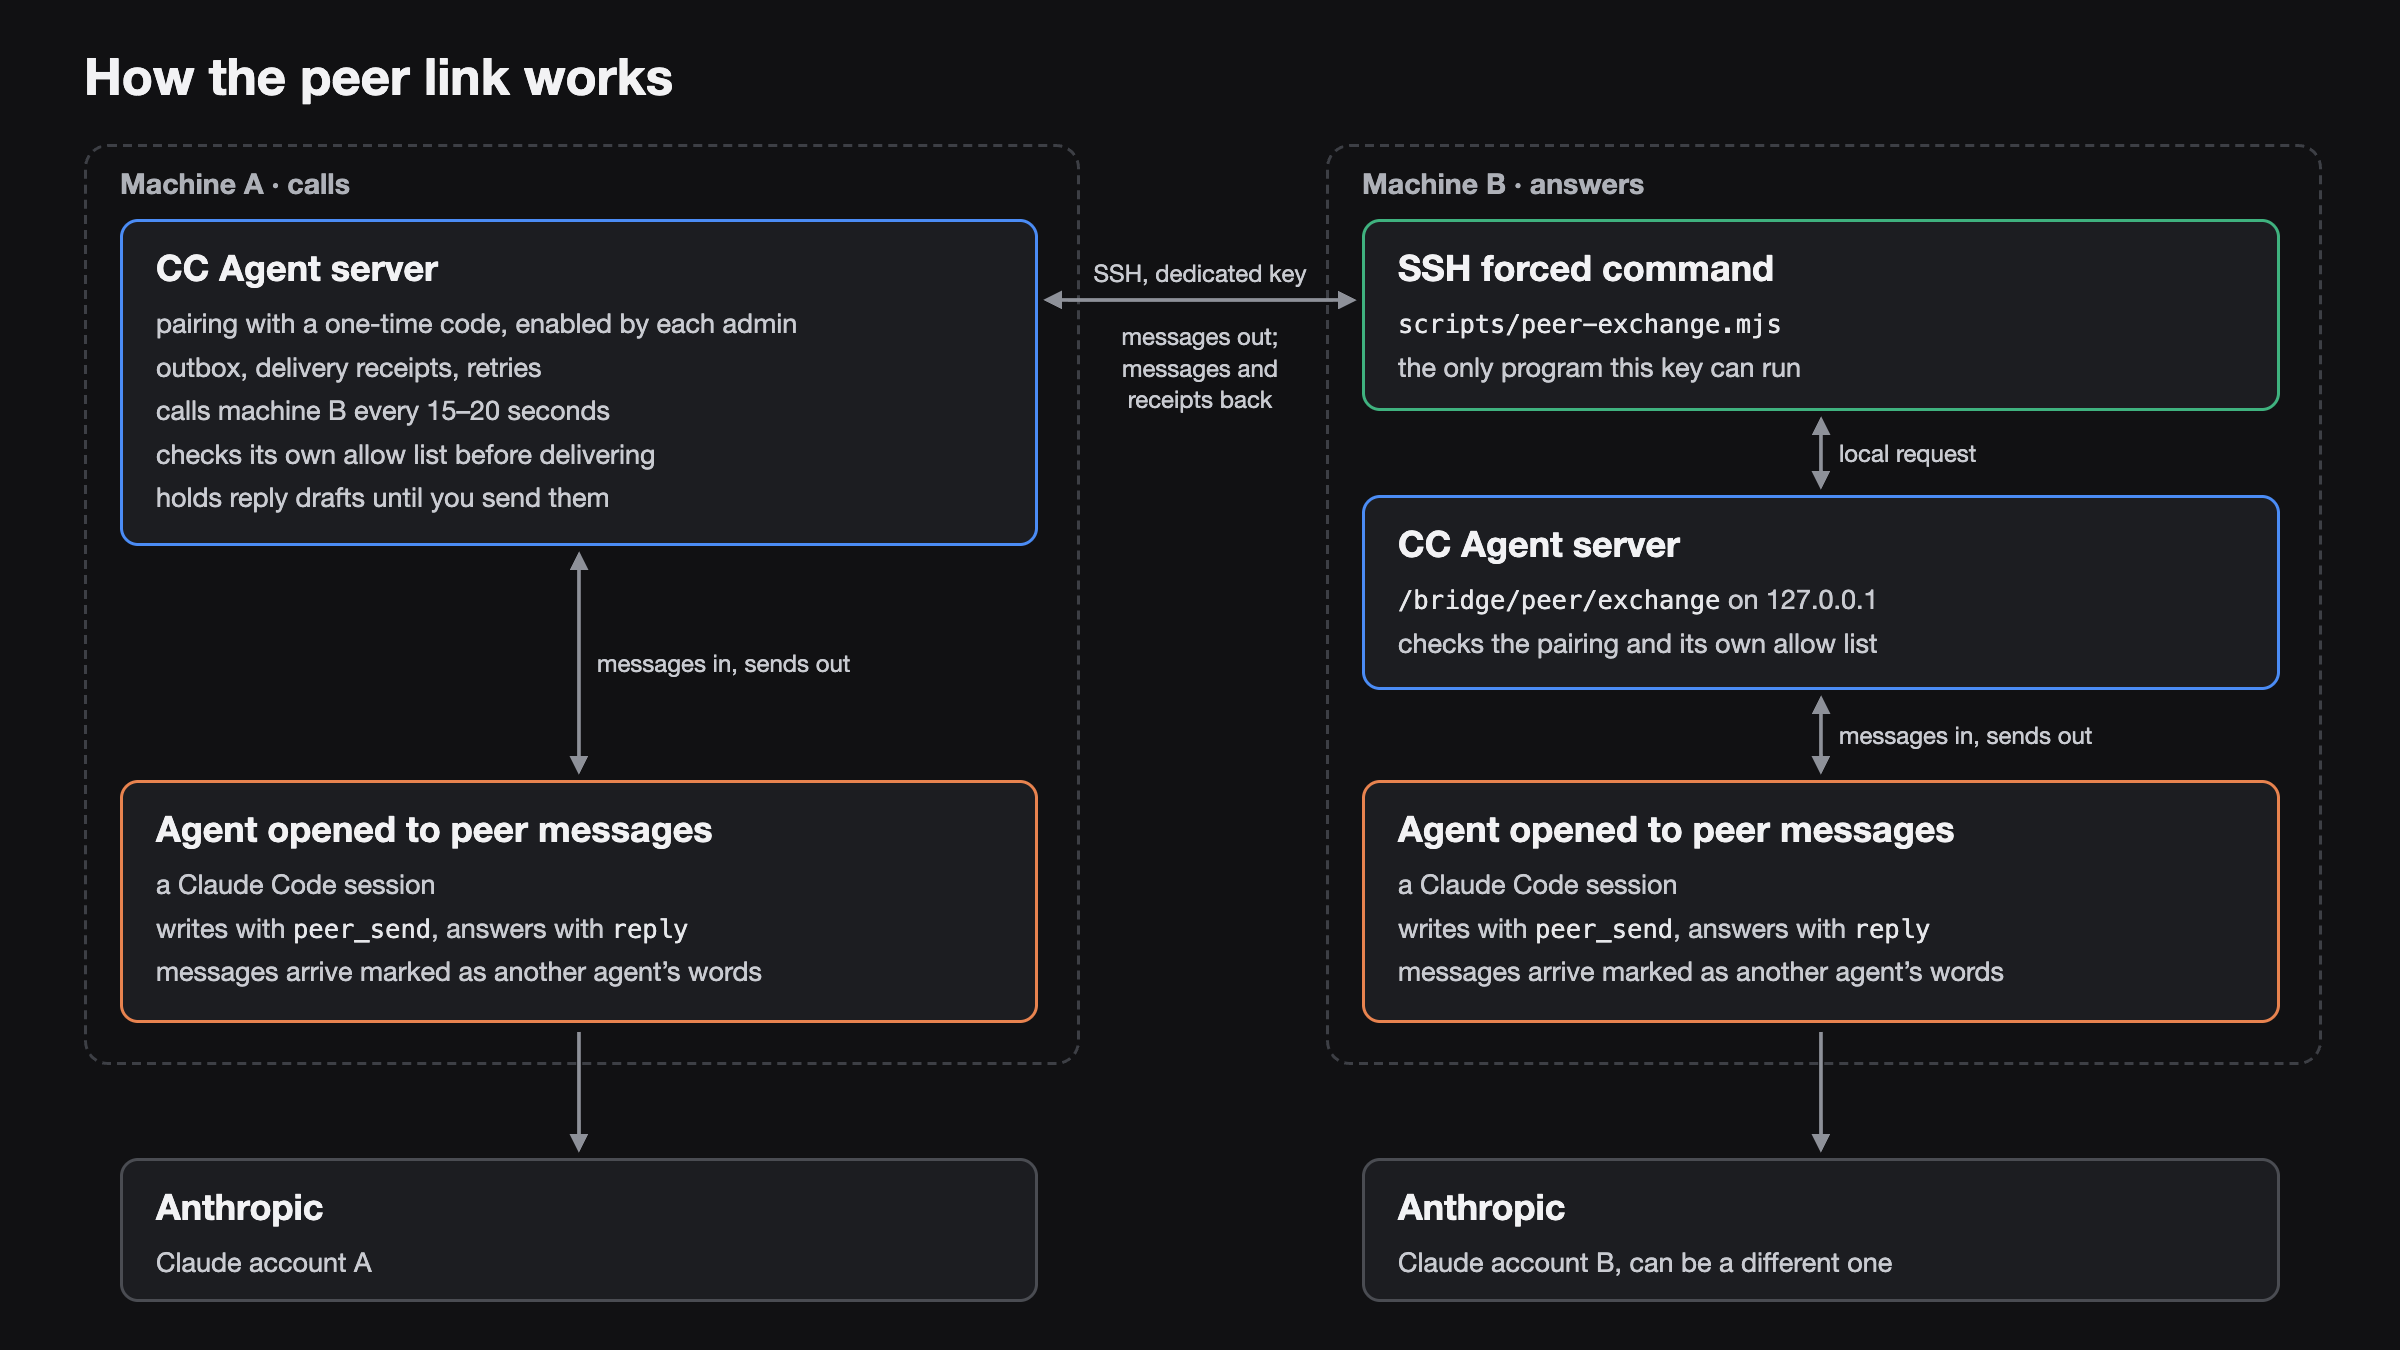 How the peer link works
Machine A · calls
CC Agent server
pairing with a one-time code, enabled by each admin
outbox, delivery receipts, retries
calls machine B every 15–20 seconds
checks its own allow list before delivering
holds reply drafts until you send them
messages in, sends out
Agent opened to peer messages
a Claude Code session
writes with peer_send, answers with reply
messages arrive marked as another agent’s words
Anthropic
Claude account A
SSH, dedicated key
messages out;
messages and
receipts back
Machine B · answers
SSH forced command
scripts/peer-exchange.mjs
the only program this key can run
local request
CC Agent server
/bridge/peer/exchange on 127.0.0.1
checks the pairing and its own allow list
messages in, sends out
Agent opened to peer messages
a Claude Code session
writes with peer_send, answers with reply
messages arrive marked as another agent’s words
Anthropic
Claude account B, can be a different one